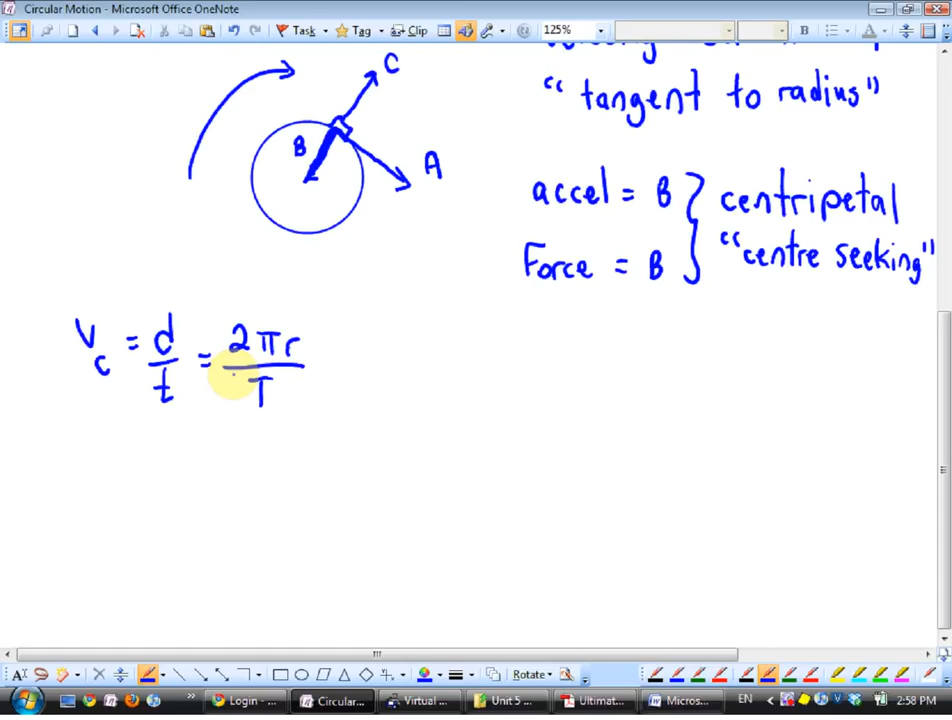 Circular Motion - Microsoft Office OneNote
Task
Tag
Clip
125%
B
"tangent to radius"
C
B
A
accel = B } centripetal
Force = B } "centre seeking"
Vc = d/t = 2πr/T
Rotate
Login - ...
Circular...
Virtual ...
Unit 5 ...
Ultimat...
Micros...
EN
2:58 PM